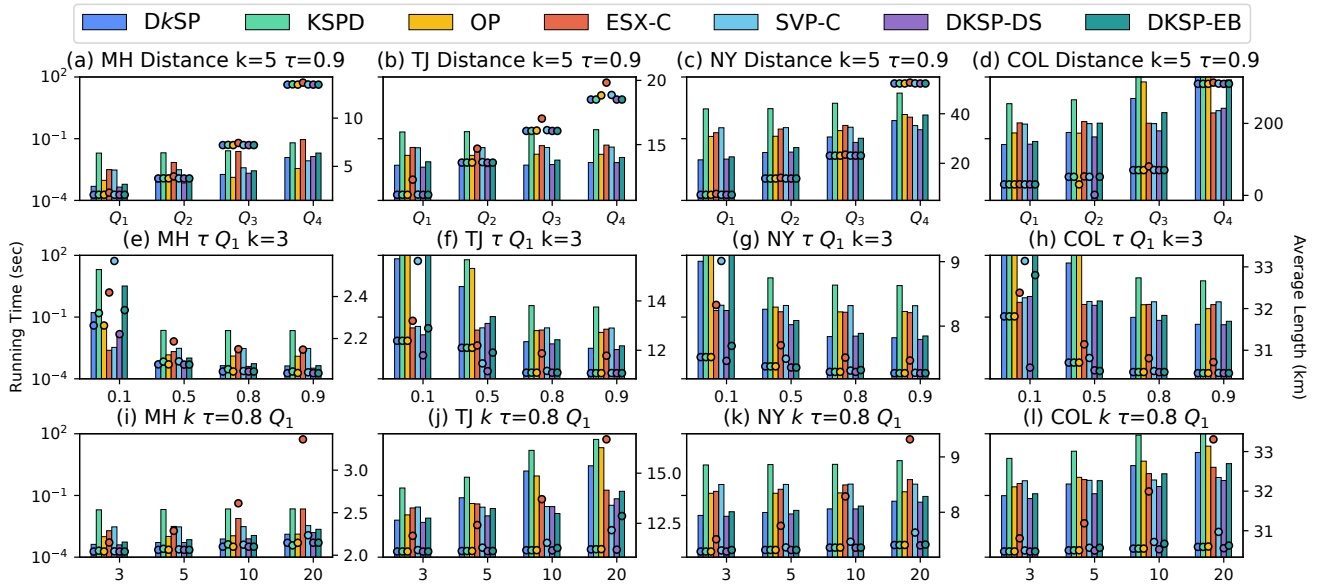 DkSP KSPD OP ESX-C SVP-C DKSP-DS DKSP-EB
(a) MH Distance k=5 τ=0.9 (b) TJ Distance k=5 τ=0.9 (c) NY Distance k=5 τ=0.9 (d) COL Distance k=5 τ=0.9
10² 10⁻¹ 10⁻⁴ 10 5 20 15 40 20 200 0
Q₁ Q₂ Q₃ Q₄ Q₁ Q₂ Q₃ Q₄ Q₁ Q₂ Q₃ Q₄ Q₁ Q₂ Q₃ Q₄
(e) MH τ Q₁ k=3 (f) TJ τ Q₁ k=3 (g) NY τ Q₁ k=3 (h) COL τ Q₁ k=3
Running Time (sec)
10² 10⁻¹ 10⁻⁴ 2.4 2.2 14 12 9 8 33 32 31
Average Length (km)
0.1 0.5 0.8 0.9 0.1 0.5 0.8 0.9 0.1 0.5 0.8 0.9 0.1 0.5 0.8 0.9
(i) MH k τ=0.8 Q₁ (j) TJ k τ=0.8 Q₁ (k) NY k τ=0.8 Q₁ (l) COL k τ=0.8 Q₁
10² 10⁻¹ 10⁻⁴ 3.0 2.5 2.0 15.0 12.5 9 8 33 32 31
3 5 10 20 3 5 10 20 3 5 10 20 3 5 10 20